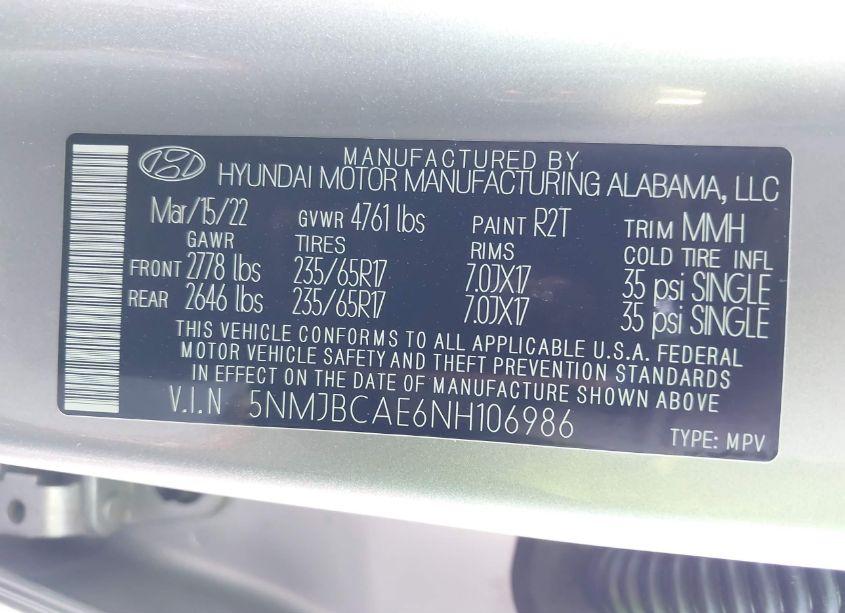 MANUFACTURED BY
HYUNDAI MOTOR MANUFACTURING ALABAMA, LLC
Mar/15/22 GVWR 4761 lbs PAINT R2T TRIM MMH
GAWR TIRES RIMS COLD TIRE INFL
FRONT 2778 lbs 235/65R17 7.0JX17 35 psi SINGLE
REAR 2646 lbs 235/65R17 7.0JX17 35 psi SINGLE
THIS VEHICLE CONFORMS TO ALL APPLICABLE U.S.A. FEDERAL
MOTOR VEHICLE SAFETY AND THEFT PREVENTION STANDARDS
IN EFFECT ON THE DATE OF MANUFACTURE SHOWN ABOVE
V.I.N 5NMJBCAE6NH106986
TYPE: MPV